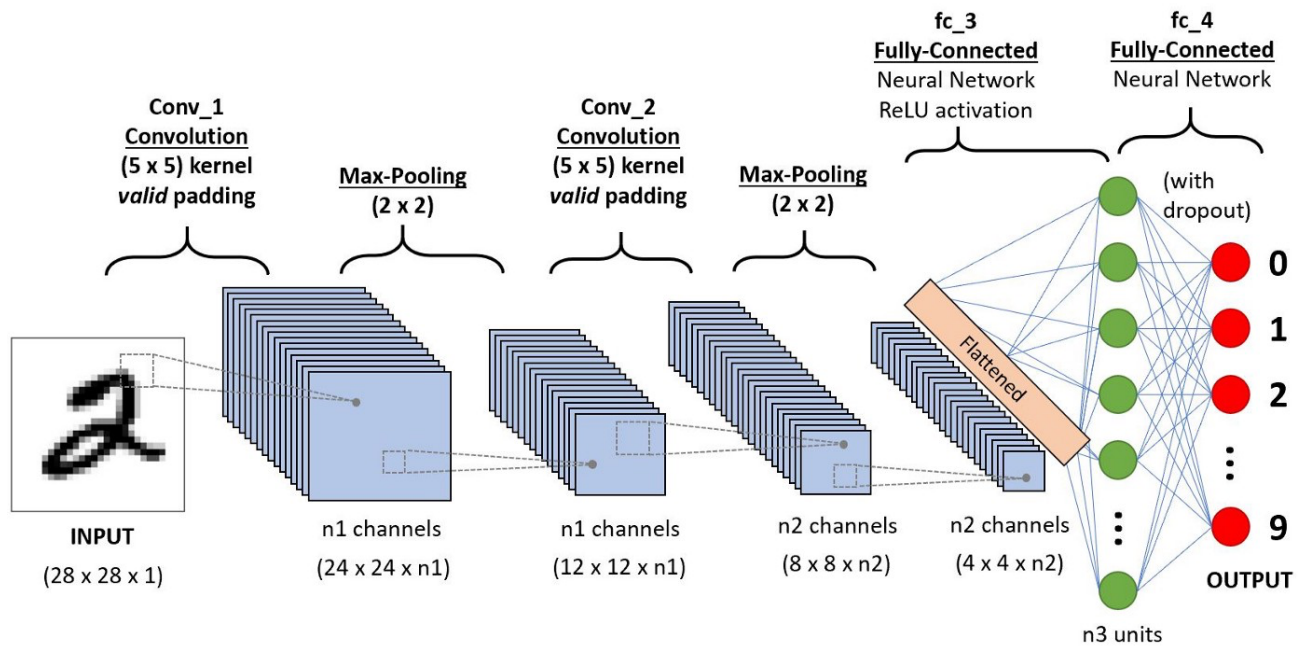 fc_3
Fully-Connected
Neural Network
ReLU activation
fc_4
Fully-Connected
Neural Network
Conv_1
Convolution
(5 x 5) kernel
valid padding
Max-Pooling
(2 x 2)
Conv_2
Convolution
(5 x 5) kernel
valid padding
Max-Pooling
(2 x 2)
(with
dropout)
Flattened
0
1
2
9
INPUT
(28 x 28 x 1)
n1 channels
(24 x 24 x n1)
n1 channels
(12 x 12 x n1)
n2 channels
(8 x 8 x n2)
n2 channels
(4 x 4 x n2)
n3 units
OUTPUT